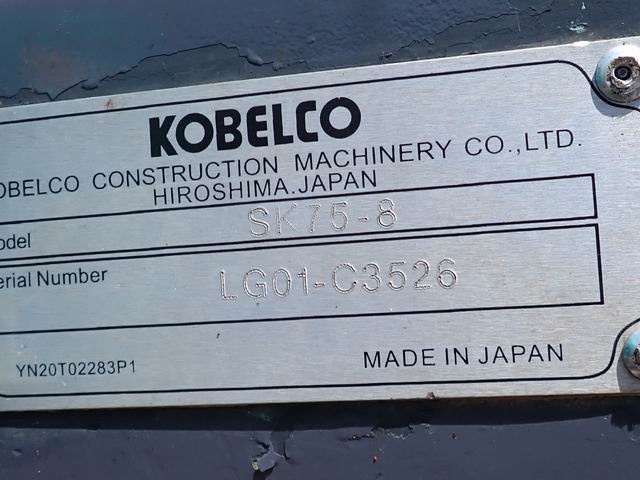 KOBELCO
OBELCO CONSTRUCTION MACHINERY CO.,LTD.
HIROSHIMA.JAPAN
odel
SK75-8
erial Number
LG01-C3526
YN20T02283P1
MADE IN JAPAN